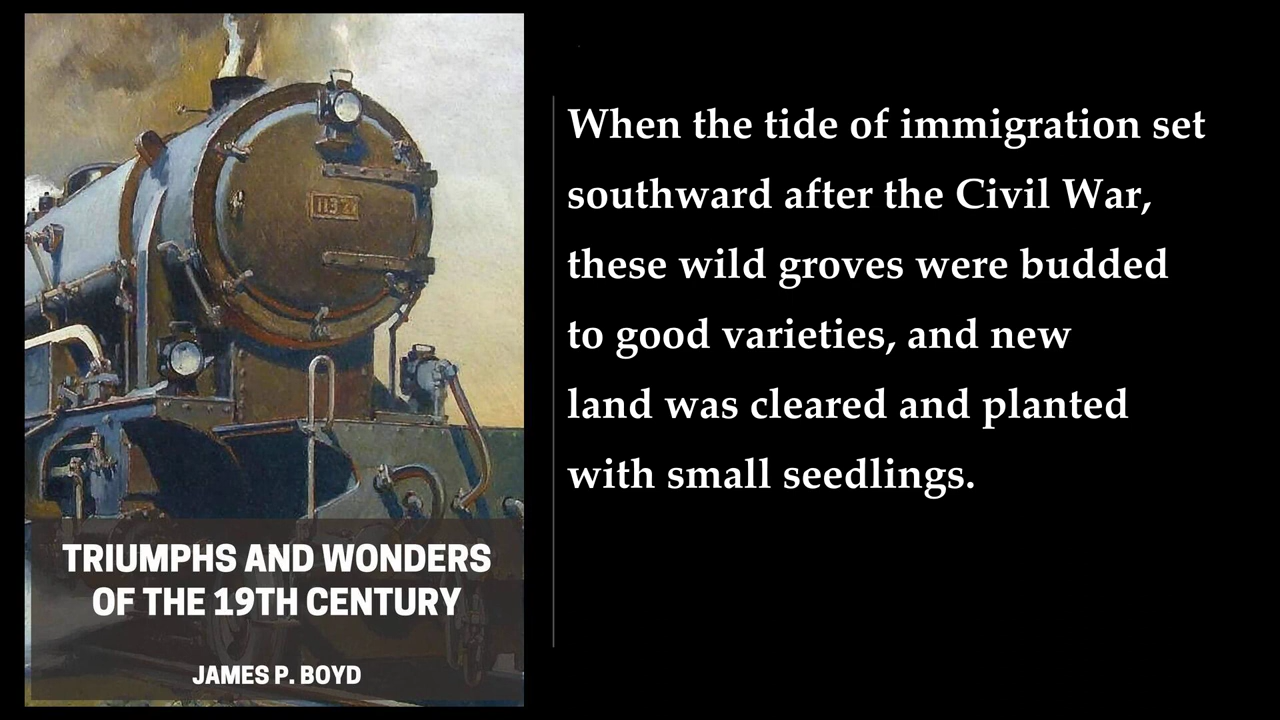 When the tide of immigration set
southward after the Civil War,
these wild groves were budded
to good varieties, and new
land was cleared and planted
with small seedlings.
TRIUMPHS AND WONDERS
OF THE 19TH CENTURY
JAMES P. BOYD